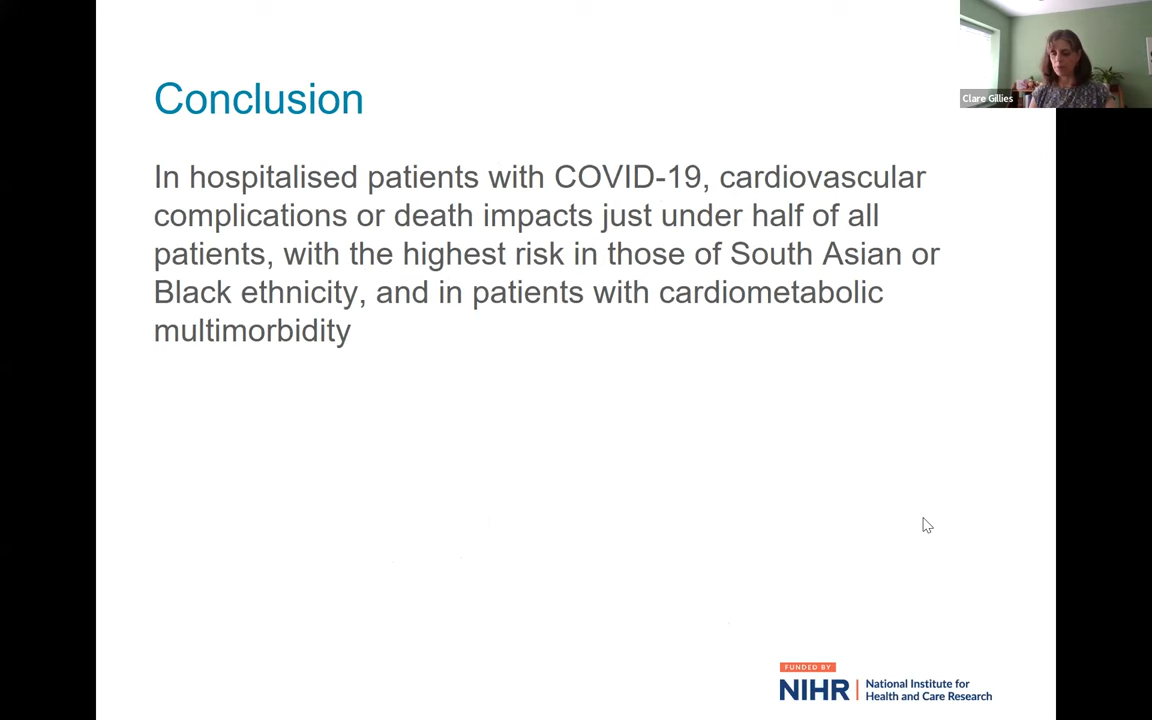 Clare Gillies
Conclusion
In hospitalised patients with COVID-19, cardiovascular
complications or death impacts just under half of all
patients, with the highest risk in those of South Asian or
Black ethnicity, and in patients with cardiometabolic
multimorbidity
FUNDED BY
NIHR | National Institute for
Health and Care Research